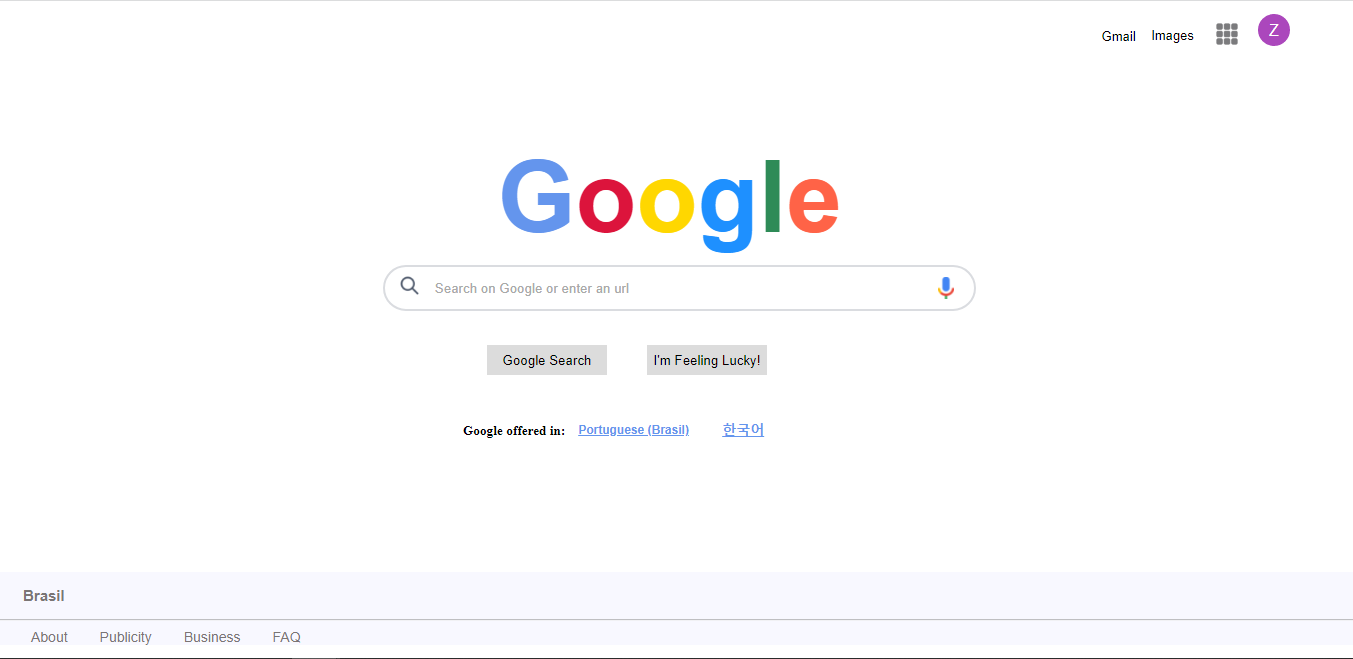 Gmail Images Z
Google
Search on Google or enter an url
Google Search I'm Feeling Lucky!
Google offered in: Portuguese (Brasil) 한국어
Brasil
About Publicity Business FAQ